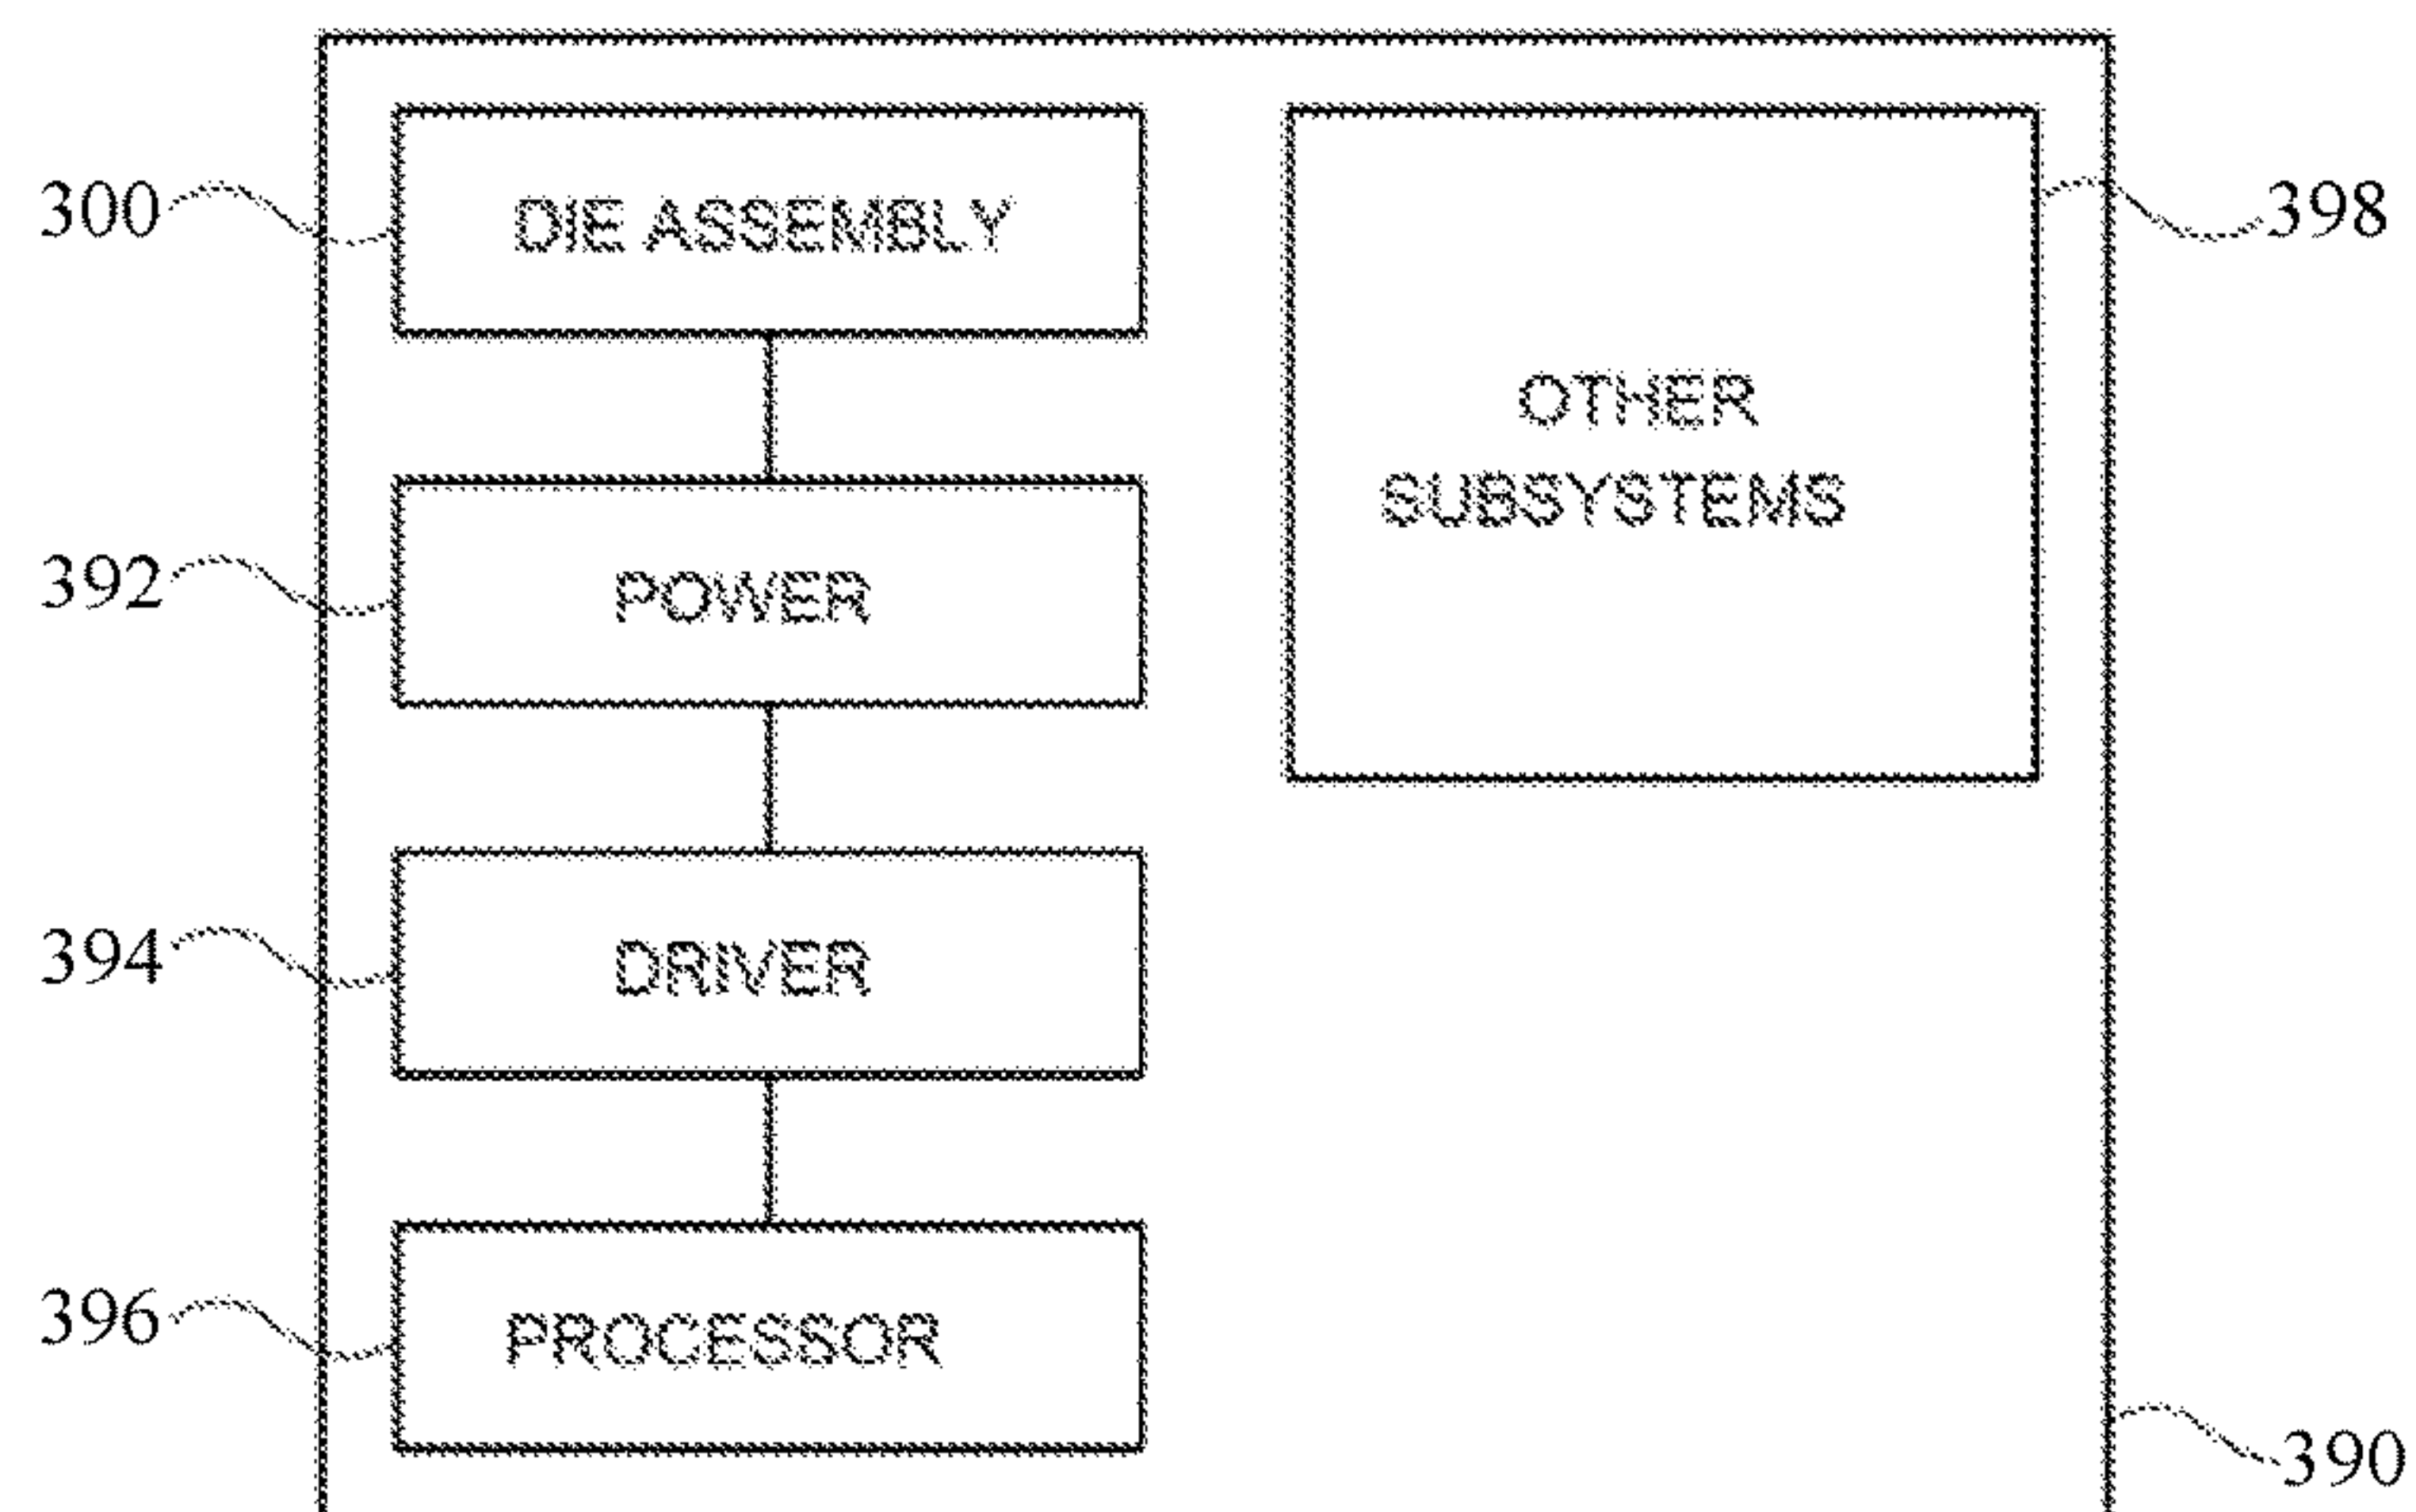 300
DIE ASSEMBLY
398
OTHER
SUBSYSTEMS
392
POWER
394
DRIVER
396
PROCESSOR
390